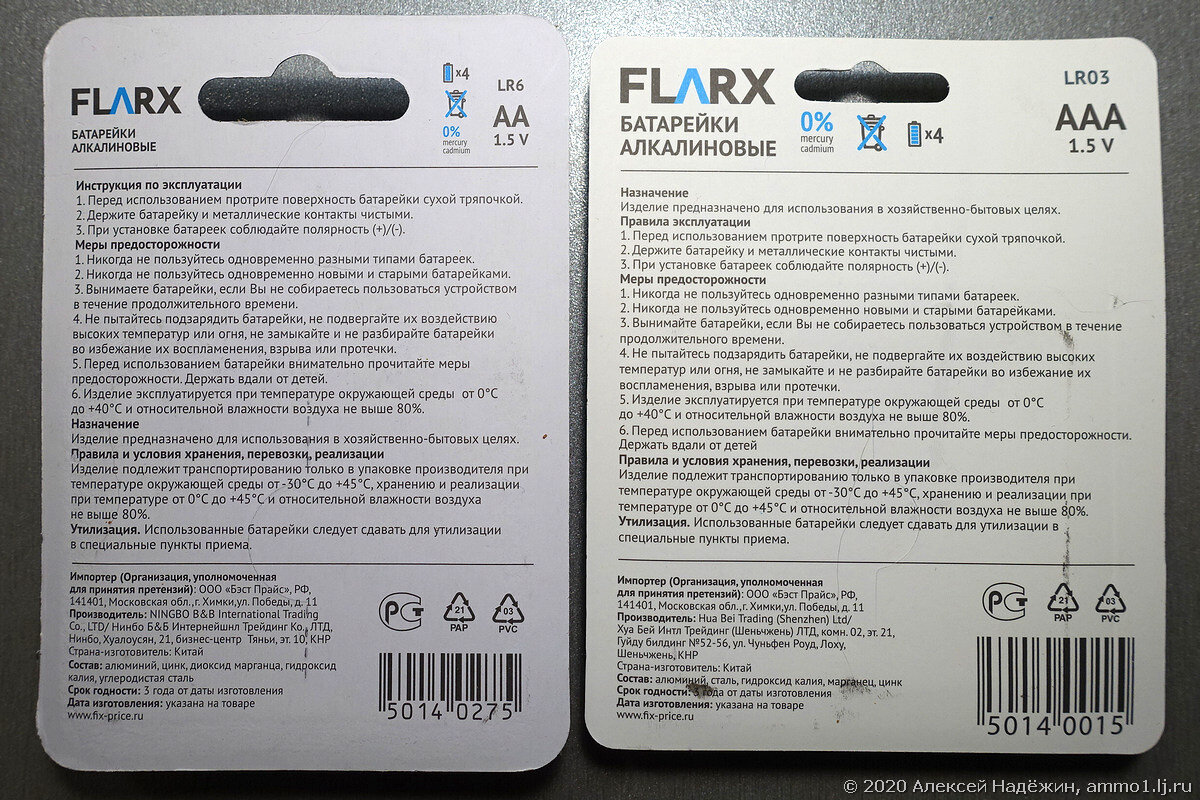 FLARX
БАТАРЕЙКИ
АЛКАЛИНОВЫЕ
x4
0%
mercury
cadmium
LR6
AA
1.5 V
Инструкция по эксплуатации
1. Перед использованием протрите поверхность батарейки сухой тряпочкой.
2. Держите батарейку и металлические контакты чистыми.
3. При установке батареек соблюдайте полярность (+)/(-).
Меры предосторожности
1. Никогда не пользуйтесь одновременно разными типами батареек.
2. Никогда не пользуйтесь одновременно новыми и старыми батарейками.
3. Вынимаете батарейки, если Вы не собираетесь пользоваться устройством
в течение продолжительного времени.
4. Не пытайтесь подзарядить батарейки, не подвергайте их воздействию
высоких температур или огня, не замыкайте и не разбирайте батарейки
во избежание их воспламенения, взрыва или протечки.
5. Перед использованием батарейки внимательно прочитайте меры
предосторожности. Держать вдали от детей.
6. Изделие эксплуатируется при температуре окружающей среды от 0°C
до +40°C и относительной влажности воздуха не выше 80%.
Назначение
Изделие предназначено для использования в хозяйственно-бытовых целях.
Правила и условия хранения, перевозки, реализации
Изделие подлежит транспортированию только в упаковке производителя при
температуре окружающей среды от -30°C до +45°C, хранению и реализации
при температуре от 0°C до +45°C и относительной влажности воздуха
не выше 80%.
Утилизация. Использованные батарейки следует сдавать для утилизации
в специальные пункты приема.
Импортер (Организация, уполномоченная
для принятия претензий): ООО «Бэст Прайс», РФ,
141401, Московская обл.,г. Химки,ул. Победы, д. 11
Производитель: NINGBO B&B International Trading
Co., LTD/ Нинбо Б&Б Интернейшнл Трейдинг Ко., ЛТД,
Нинбо, Хуалоусян, 21, бизнес-центр Тяньи, эт. 10, КНР
Страна-изготовитель: Китай
Состав: алюминий, цинк, диоксид марганца, гидроксид
калия, углеродистая сталь
Срок годности: 3 года от даты изготовления
Дата изготовления: указана на товаре
www.fix-price.ru
РСТ
21
PAP
03
PVC
5014 0275
FLARX
БАТАРЕЙКИ
АЛКАЛИНОВЫЕ
0%
mercury
cadmium
x4
LR03
AAA
1.5 V
Назначение
Изделие предназначено для использования в хозяйственно-бытовых целях.
Правила эксплуатации
1. Перед использованием протрите поверхность батарейки сухой тряпочкой.
2. Держите батарейку и металлические контакты чистыми.
3. При установке батареек соблюдайте полярность (+)/(-).
Меры предосторожности
1. Никогда не пользуйтесь одновременно разными типами батареек.
2. Никогда не пользуйтесь одновременно новыми и старыми батарейками.
3. Вынимайте батарейки, если Вы не собираетесь пользоваться устройством в течение
продолжительного времени.
4. Не пытайтесь подзарядить батарейки, не подвергайте их воздействию высоких
температур или огня, не замыкайте и не разбирайте батарейки во избежание их
воспламенения, взрыва или протечки.
5. Изделие эксплуатируется при температуре окружающей среды от 0°C
до +40°C и относительной влажности воздуха не выше 80%.
6. Перед использованием батарейки внимательно прочитайте меры предосторожности.
Держать вдали от детей
Правила и условия хранения, перевозки, реализации
Изделие подлежит транспортированию только в упаковке производителя при
температуре окружающей среды от -30°C до +45°C, хранению и реализации при
температуре от 0°C до +45°C и относительной влажности воздуха не выше 80%.
Утилизация. Использованные батарейки следует сдавать для утилизации в
специальные пункты приема.
Импортер (Организация, уполномоченная
для принятия претензий): ООО «Бэст Прайс», РФ,
141401, Московская обл.,г. Химки,ул. Победы, д. 11
Производитель: Hua Bei Trading (Shenzhen) Ltd/
Хуа Бей Интл Трейдинг (Шеньчжень) ЛТД, комн. 02, эт. 21,
Гуйду билдинг №52-56, ул. Чуньфен Роуд, Лоху,
Шеньчжень, КНР
Страна-изготовитель: Китай
Состав: алюминий, сталь, гидроксид калия, марганец, цинк
Срок годности: 3 года от даты изготовления
Дата изготовления: указана на товаре
www.fix-price.ru
РСТ
21
PAP
03
PVC
5014 0015
© 2020 Алексей Надёжин, ammo1.lj.ru